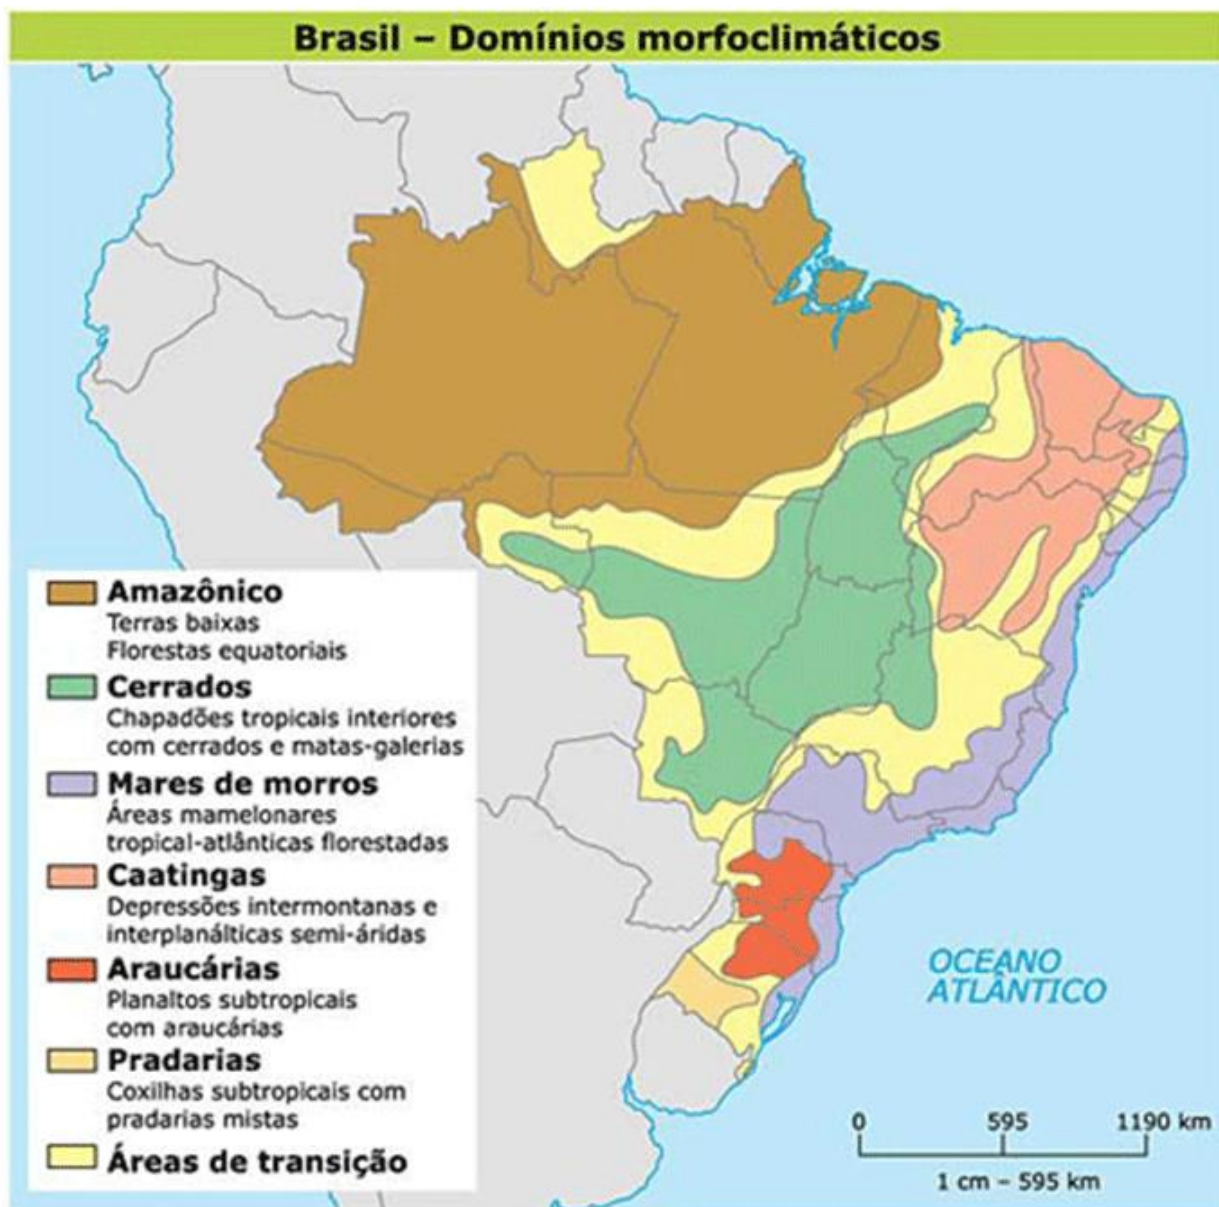 Brasil – Domínios morfoclimáticos
Amazônico
Terras baixas
Florestas equatoriais
Cerrados
Chapadões tropicais interiores
com cerrados e matas-galerias
Mares de morros
Áreas mamelonares
tropical-atlânticas florestadas
Caatingas
Depressões intermontanas e
interplanálticas semi-áridas
Araucárias
Planaltos subtropicais
com araucárias
Pradarias
Coxilhas subtropicais com
pradarias mistas
Áreas de transição
OCEANO
ATLÂNTICO
0 595 1190 km
1 cm – 595 km